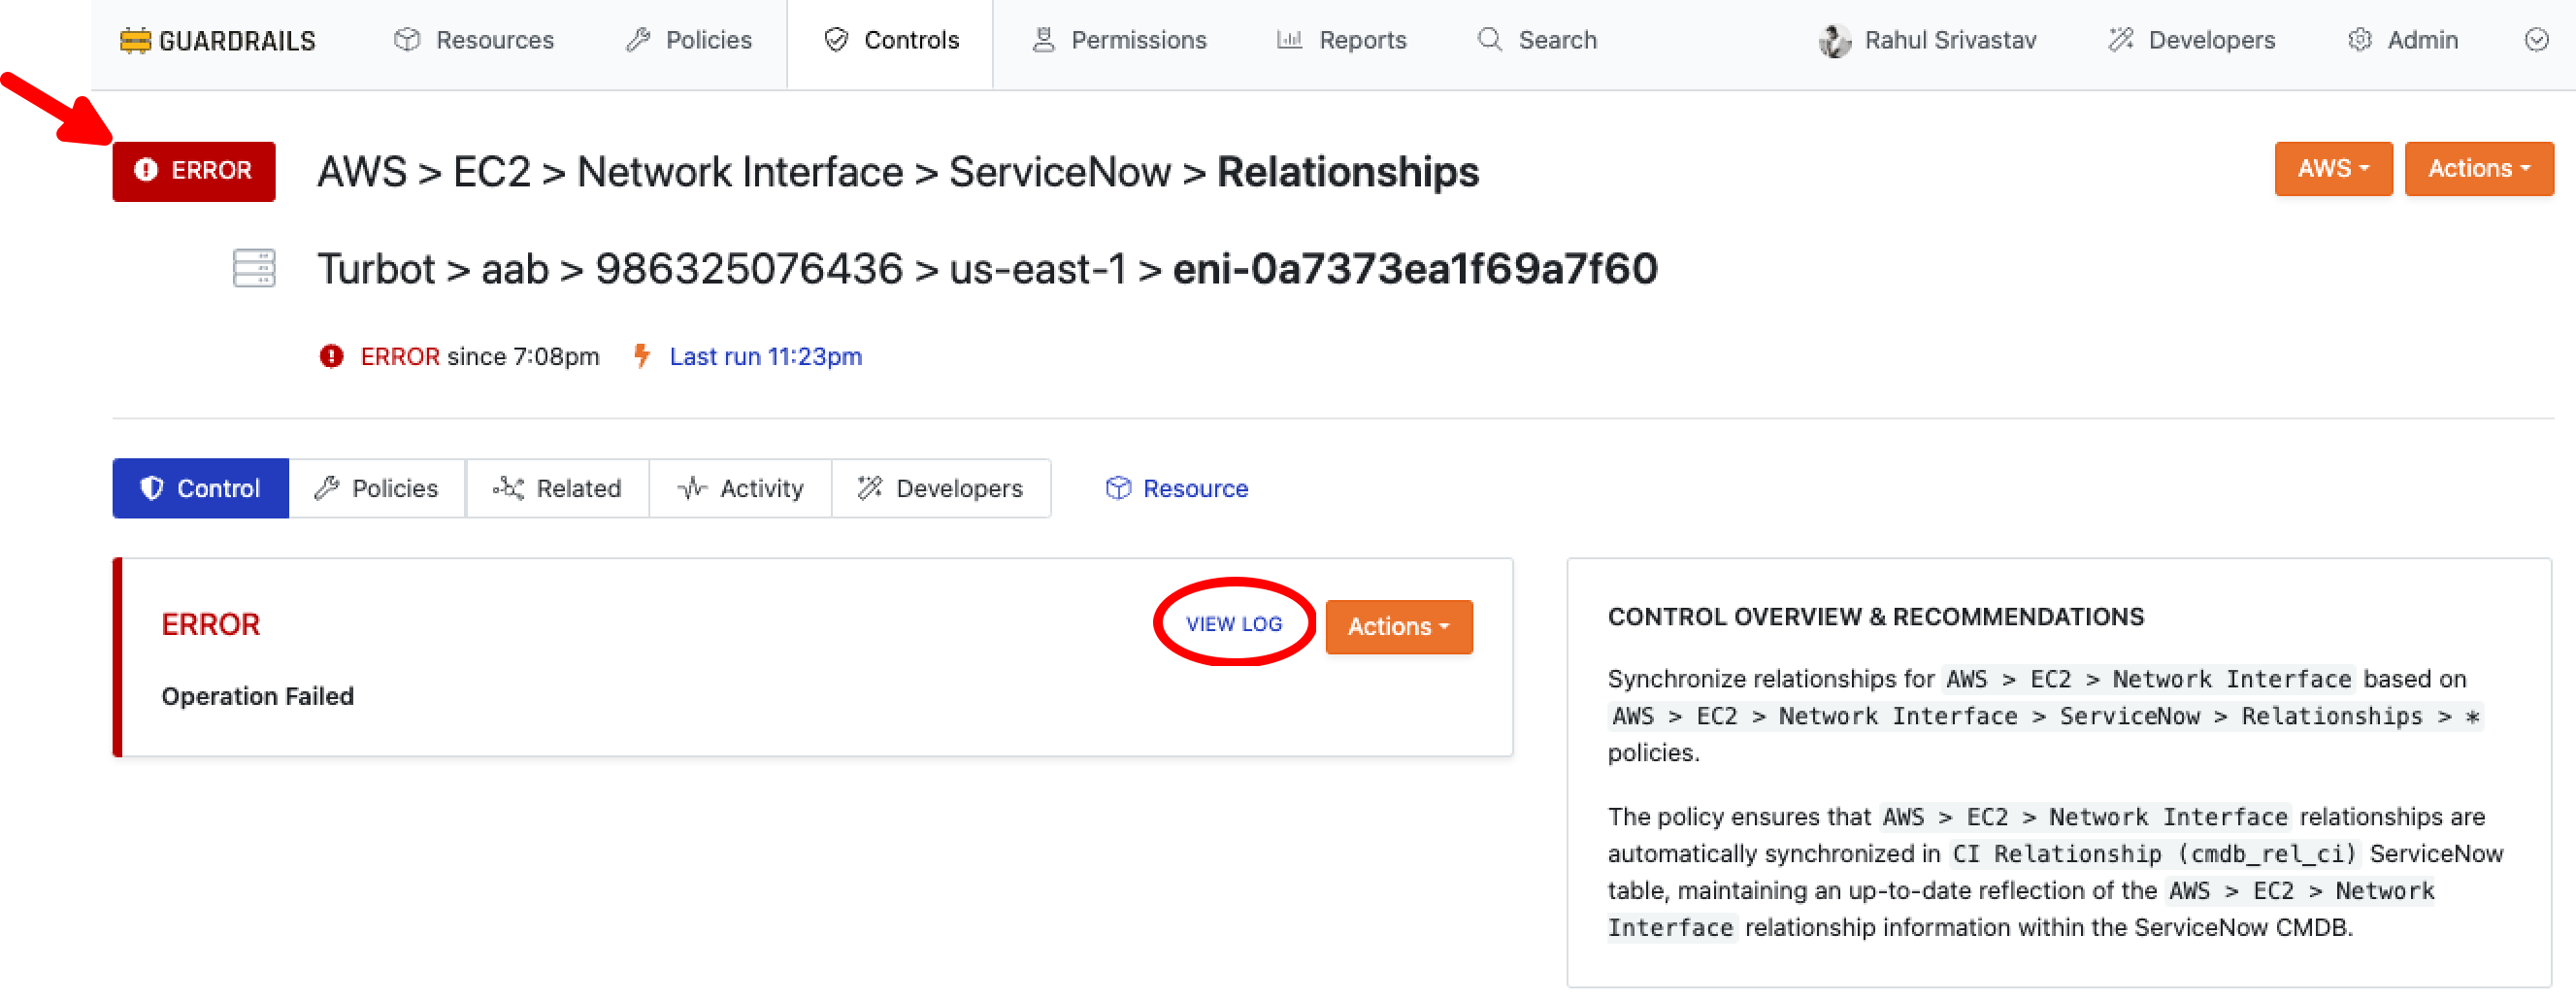 GUARDRAILS Resources Policies Controls Permissions Reports Search Rahul Srivastav Developers Admin
ERROR AWS > EC2 > Network Interface > ServiceNow > Relationships AWS Actions
Turbot > aab > 986325076436 > us-east-1 > eni-0a7373ea1f69a7f60
ERROR since 7:08pm Last run 11:23pm
Control Policies Related Activity Developers Resource
ERROR VIEW LOG Actions
Operation Failed
CONTROL OVERVIEW & RECOMMENDATIONS
Synchronize relationships for AWS > EC2 > Network Interface based on
AWS > EC2 > Network Interface > ServiceNow > Relationships > *
policies.
The policy ensures that AWS > EC2 > Network Interface relationships are
automatically synchronized in CI Relationship (cmdb_rel_ci) ServiceNow
table, maintaining an up-to-date reflection of the AWS > EC2 > Network
Interface relationship information within the ServiceNow CMDB.